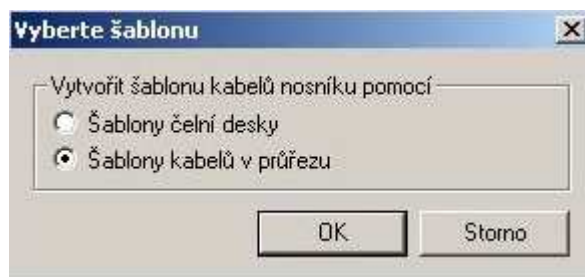 Vyberte šablonu
Vytvořit šablonu kabelů nosníku pomocí
Šablony čelní desky
Šablony kabelů v průřezu
OK
Storno